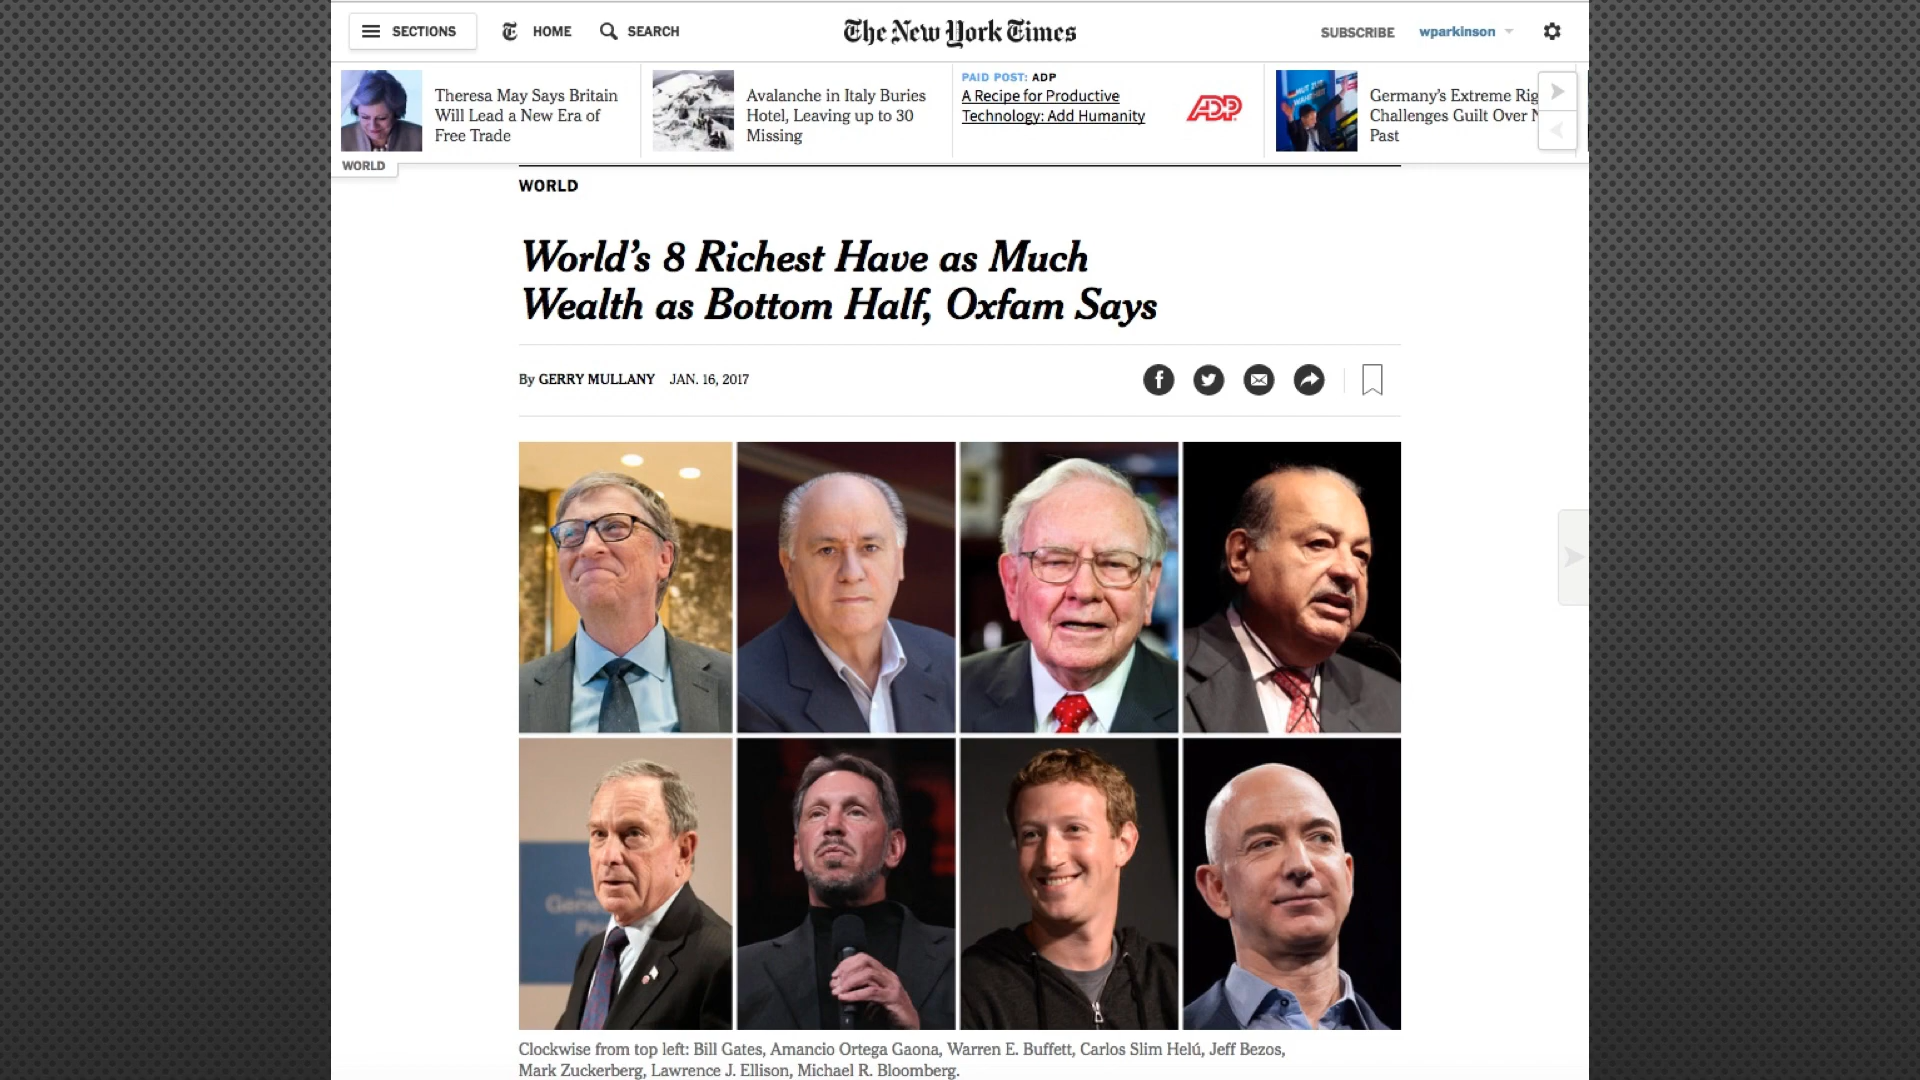 SECTIONS
HOME
SEARCH
The New York Times
SUBSCRIBE
wparkinson
Theresa May Says Britain
Will Lead a New Era of
Free Trade
Avalanche in Italy Buries
Hotel, Leaving up to 30
Missing
PAID POST: ADP
A Recipe for Productive
Technology: Add Humanity
ADP
Germany's Extreme Rig
Challenges Guilt Over N
Past
WORLD
WORLD
World's 8 Richest Have as Much
Wealth as Bottom Half, Oxfam Says
By GERRY MULLANY JAN. 16, 2017
Clockwise from top left: Bill Gates, Amancio Ortega Gaona, Warren E. Buffett, Carlos Slim Helú, Jeff Bezos,
Mark Zuckerberg, Lawrence J. Ellison, Michael R. Bloomberg.